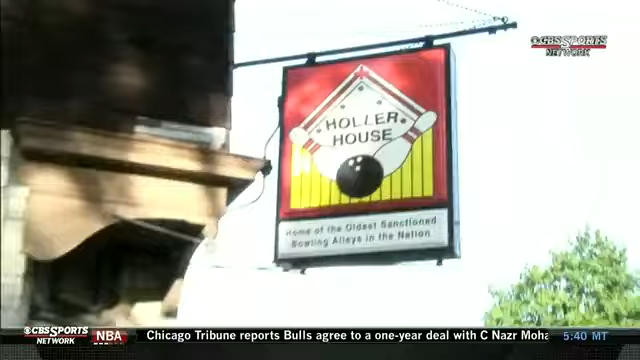 CBS SPORTS
NETWORK
HOLLER
HOUSE
Home of the Oldest Sanctioned
Bowling Alleys in the Nation
CBS SPORTS
NETWORK
NBA
Chicago Tribune reports Bulls agree to a one-year deal with C Nazr Moha
5:40 MT